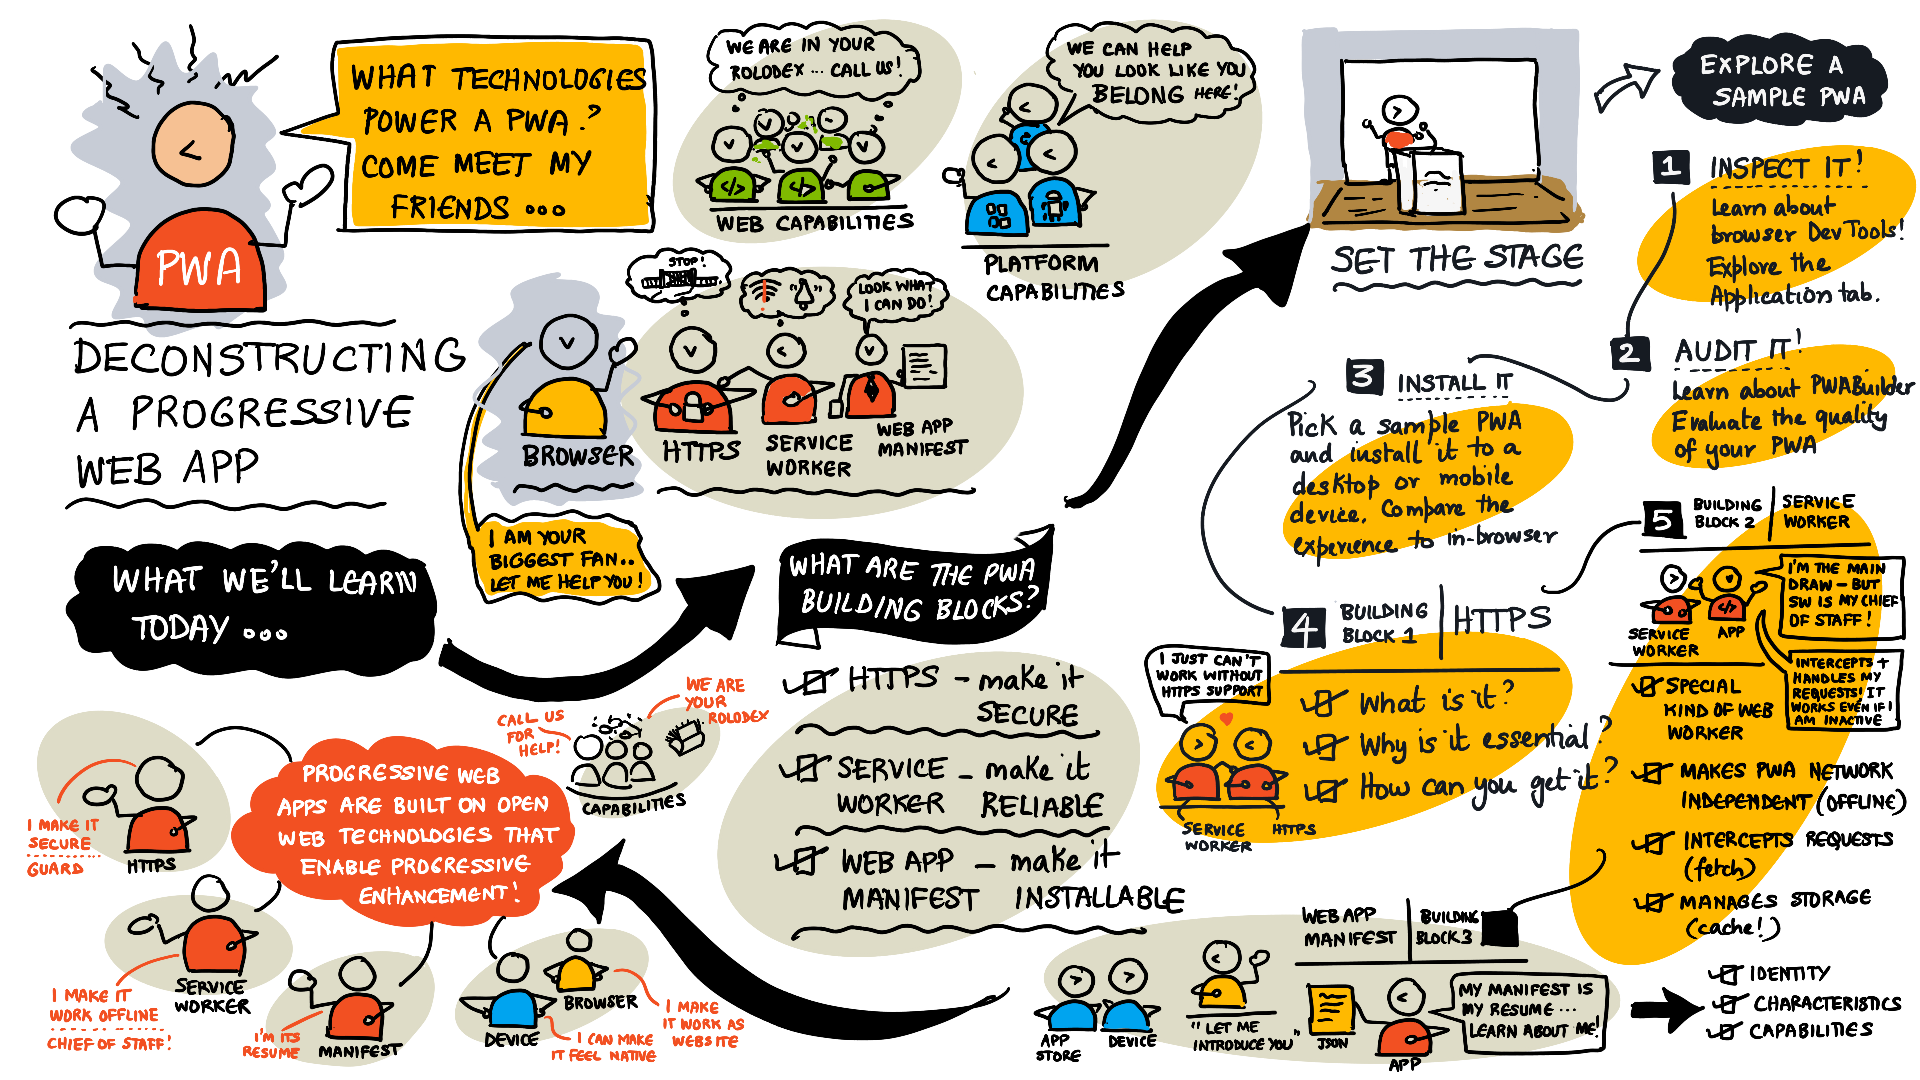 WHAT TECHNOLOGIES
POWER A PWA?
COME MEET MY
FRIENDS ...
PWA
DECONSTRUCTING
A PROGRESSIVE
WEB APP
WE ARE IN YOUR
ROLODEX ... CALL US!
</>
</>
WEB CAPABILITIES
WE CAN HELP
YOU LOOK LIKE YOU
BELONG HERE!
PLATFORM
CAPABILITIES
BROWSER
I AM YOUR
BIGGEST FAN..
LET ME HELP YOU!
STOP!
HTTPS
SERVICE
WORKER
LOOK WHAT
I CAN DO!
WEB APP
MANIFEST
WHAT WE'LL LEARN
TODAY ...
WHAT ARE THE PWA
BUILDING BLOCKS?
HTTPS - make it
SECURE
SERVICE - make it
WORKER RELIABLE
WEB APP - make it
MANIFEST INSTALLABLE
PROGRESSIVE WEB
APPS ARE BUILT ON OPEN
WEB TECHNOLOGIES THAT
ENABLE PROGRESSIVE
ENHANCEMENT!
I MAKE IT
SECURE
GUARD
HTTPS
SERVICE
WORKER
I MAKE IT
WORK OFFLINE
CHIEF OF STAFF!
I'M ITS
RESUME
MANIFEST
DEVICE
I CAN MAKE
IT FEEL NATIVE
BROWSER
I MAKE
IT WORK AS
WEBSITE
CALL US
FOR
HELP!
WE ARE
YOUR
ROLODEX
CAPABILITIES
SET THE STAGE
EXPLORE A
SAMPLE PWA
1
INSPECT IT!
Learn about
browser DevTools!
Explore the
Application tab.
2
AUDIT IT!
Learn about PWABuilder
Evaluate the quality
of your PWA
3
INSTALL IT
Pick a sample PWA
and install it to a
desktop or mobile
device. Compare the
experience to in-browser
4
BUILDING
BLOCK 1
HTTPS
I JUST CAN'T
WORK WITHOUT
HTTPS SUPPORT
SERVICE
WORKER
HTTPS
What is it?
Why is it essential?
How can you get it?
5
BUILDING
BLOCK 2
SERVICE
WORKER
I'M THE MAIN
DRAW - BUT
SW IS MY CHIEF
OF STAFF!
</>
SERVICE
WORKER
APP
INTERCEPTS +
HANDLES MY
REQUESTS! IT
WORKS EVEN IF I
AM INACTIVE
SPECIAL
KIND OF WEB
WORKER
MAKES PWA NETWORK
INDEPENDENT (OFFLINE)
INTERCEPTS REQUESTS
(fetch)
MANAGES STORAGE
(cache!)
WEB APP
MANIFEST
BUILDING
BLOCK 3
APP
STORE
DEVICE
"LET ME
INTRODUCE YOU"
JSON
APP
MY MANIFEST IS
MY RESUME ...
LEARN ABOUT ME!
IDENTITY
CHARACTERISTICS
CAPABILITIES